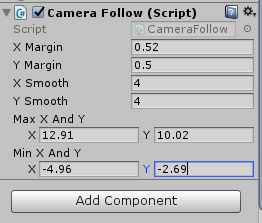 Camera Follow (Script)
Script CameraFollow
X Margin 0.52
Y Margin 0.5
X Smooth 4
Y Smooth 4
Max X And Y
X 12.91 Y 10.02
Min X And Y
X -4.96 Y -2.69
Add Component